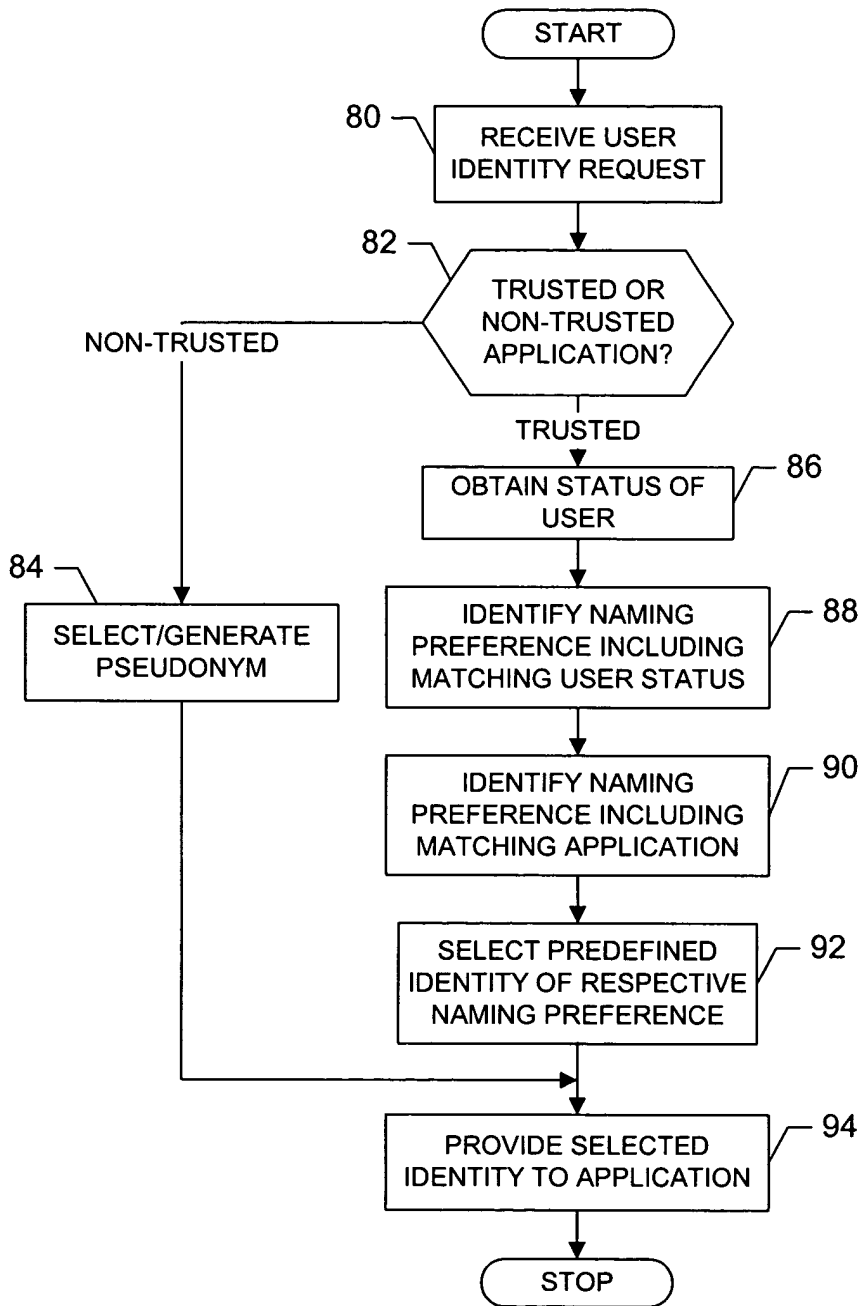 START
80
RECEIVE USER
IDENTITY REQUEST
82
TRUSTED OR
NON-TRUSTED
APPLICATION?
NON-TRUSTED
TRUSTED
86
OBTAIN STATUS OF
USER
84
SELECT/GENERATE
PSEUDONYM
88
IDENTIFY NAMING
PREFERENCE INCLUDING
MATCHING USER STATUS
90
IDENTIFY NAMING
PREFERENCE INCLUDING
MATCHING APPLICATION
92
SELECT PREDEFINED
IDENTITY OF RESPECTIVE
NAMING PREFERENCE
94
PROVIDE SELECTED
IDENTITY TO APPLICATION
STOP